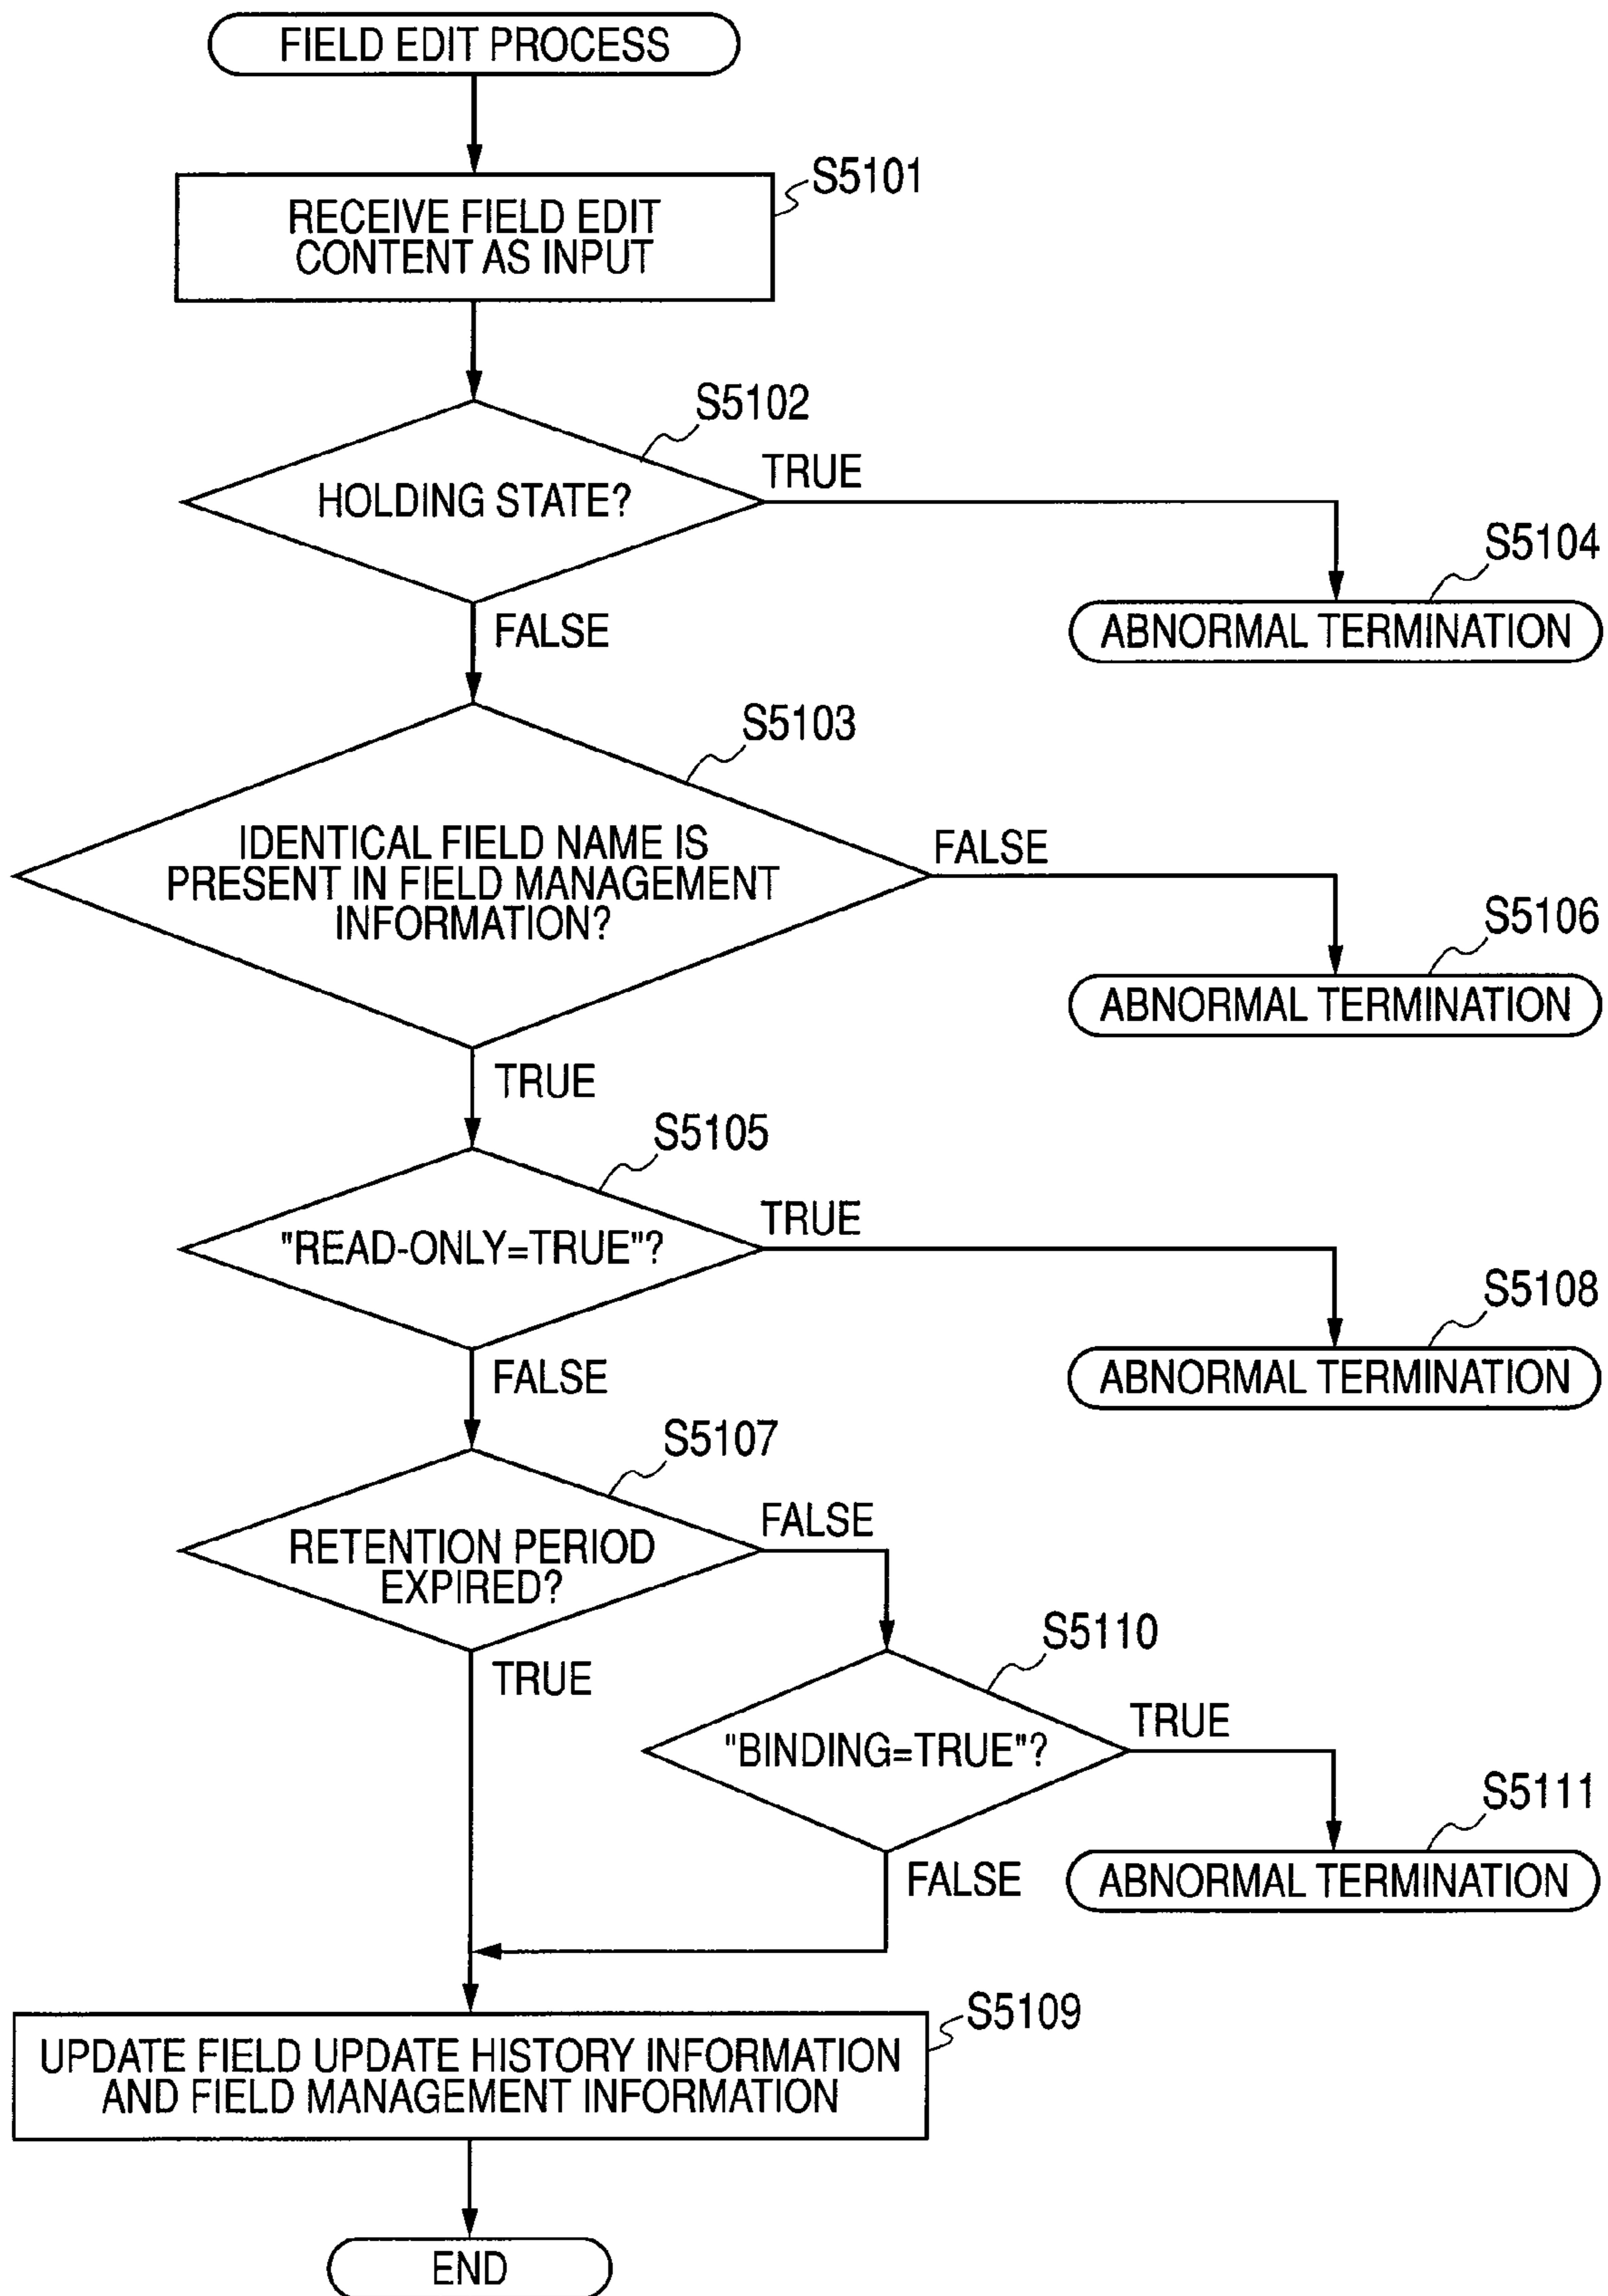 FIELD EDIT PROCESS
S5101
RECEIVE FIELD EDIT
CONTENT AS INPUT
S5102
HOLDING STATE?
TRUE
S5104
ABNORMAL TERMINATION
FALSE
S5103
IDENTICAL FIELD NAME IS
PRESENT IN FIELD MANAGEMENT
INFORMATION?
FALSE
S5106
ABNORMAL TERMINATION
TRUE
S5105
"READ-ONLY=TRUE"?
TRUE
S5108
ABNORMAL TERMINATION
FALSE
S5107
RETENTION PERIOD
EXPIRED?
FALSE
TRUE
S5110
"BINDING=TRUE"?
TRUE
S5111
ABNORMAL TERMINATION
FALSE
S5109
UPDATE FIELD UPDATE HISTORY INFORMATION
AND FIELD MANAGEMENT INFORMATION
END